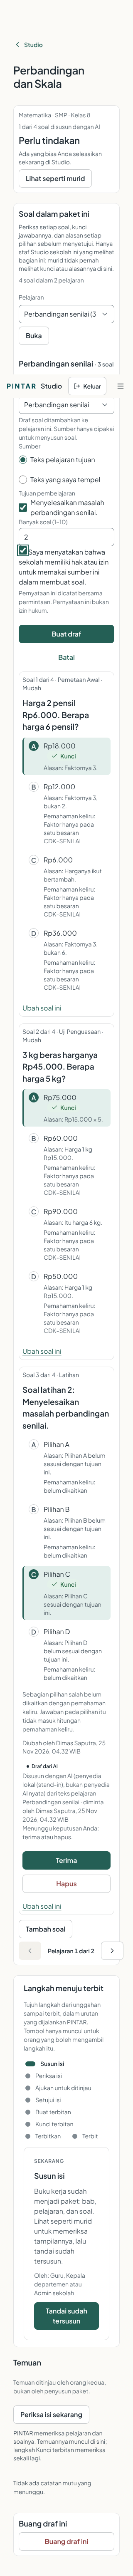 Studio
Perbandingan
dan Skala
Matematika · SMP · Kelas 8
1 dari 4 soal disusun dengan AI
Perlu tindakan
Ada yang bisa Anda selesaikan
sekarang di Studio:
Lihat seperti murid
Soal dalam paket ini
Periksa setiap soal, kunci
jawabannya, dan alasan setiap
pilihan sebelum menyetujui. Hanya
staf Studio sekolah ini yang melihat
bagian ini; murid tidak pernah
melihat kunci atau alasannya di sini.
4 soal dalam 2 pelajaran
Pelajaran
Perbandingan senilai (3
Buka
Perbandingan senilai · 3 soal
PINTAR
Studio
Keluar
Perbandingan senilai
Draf soal ditambahkan ke
pelajaran ini. Sumber hanya dipakai
untuk menyusun soal.
Sumber
Teks pelajaran tujuan
Teks yang saya tempel
Tujuan pembelajaran
Menyelesaikan masalah
perbandingan senilai.
Banyak soal (1–10)
2
Saya menyatakan bahwa
sekolah memiliki hak atau izin
untuk memakai sumber ini
dalam membuat soal.
Pernyataan ini dicatat bersama
permintaan. Pernyataan ini bukan
izin hukum.
Buat draf
Batal
Soal 1 dari 4 · Pemetaan Awal ·
Mudah
Harga 2 pensil
Rp6.000. Berapa
harga 6 pensil?
A
Rp18.000
Kunci
Alasan: Faktornya 3.
B
Rp12.000
Alasan: Faktornya 3,
bukan 2.
Pemahaman keliru:
Faktor hanya pada
satu besaran
CDK-SENILAI
C
Rp6.000
Alasan: Harganya ikut
bertambah.
Pemahaman keliru:
Faktor hanya pada
satu besaran
CDK-SENILAI
D
Rp36.000
Alasan: Faktornya 3,
bukan 6.
Pemahaman keliru:
Faktor hanya pada
satu besaran
CDK-SENILAI
Ubah soal ini
Soal 2 dari 4 · Uji Penguasaan ·
Mudah
3 kg beras harganya
Rp45.000. Berapa
harga 5 kg?
A
Rp75.000
Kunci
Alasan: Rp15.000 × 5.
B
Rp60.000
Alasan: Harga 1 kg
Rp15.000.
Pemahaman keliru:
Faktor hanya pada
satu besaran
CDK-SENILAI
C
Rp90.000
Alasan: Itu harga 6 kg.
Pemahaman keliru:
Faktor hanya pada
satu besaran
CDK-SENILAI
D
Rp50.000
Alasan: Harga 1 kg
Rp15.000.
Pemahaman keliru:
Faktor hanya pada
satu besaran
CDK-SENILAI
Ubah soal ini
Soal 3 dari 4 · Latihan
Soal latihan 2:
Menyelesaikan
masalah perbandingan
senilai.
A
Pilihan A
Alasan: Pilihan A belum
sesuai dengan tujuan
ini.
Pemahaman keliru:
belum dikaitkan
B
Pilihan B
Alasan: Pilihan B belum
sesuai dengan tujuan
ini.
Pemahaman keliru:
belum dikaitkan
C
Pilihan C
Kunci
Alasan: Pilihan C
sesuai dengan tujuan
ini.
D
Pilihan D
Alasan: Pilihan D
belum sesuai dengan
tujuan ini.
Pemahaman keliru:
belum dikaitkan
Sebagian pilihan salah belum
dikaitkan dengan pemahaman
keliru. Jawaban pada pilihan itu
tidak masuk hitungan
pemahaman keliru.
Diubah oleh Dimas Saputra, 25
Nov 2026, 04.32 WIB
Draf dari AI
Disusun dengan AI (penyedia
lokal (stand-in), bukan penyedia
AI nyata) dari teks pelajaran
Perbandingan senilai · diminta
oleh Dimas Saputra, 25 Nov
2026, 04.32 WIB
Menunggu keputusan Anda:
terima atau hapus.
Terima
Hapus
Ubah soal ini
Tambah soal
Pelajaran 1 dari 2
Langkah menuju terbit
Tujuh langkah dari unggahan
sampai terbit, dalam urutan
yang dijalankan PINTAR.
Tombol hanya muncul untuk
orang yang boleh mengambil
langkah itu.
Susun isi
Periksa isi
Ajukan untuk ditinjau
Setujui isi
Buat terbitan
Kunci terbitan
Terbitkan
Terbit
SEKARANG
Susun isi
Buku kerja sudah
menjadi paket: bab,
pelajaran, dan soal.
Lihat seperti murid
untuk memeriksa
tampilannya, lalu
tandai sudah
tersusun.
Oleh: Guru, Kepala
departemen atau
Admin sekolah
Tandai sudah
tersusun
Temuan
Temuan ditinjau oleh orang kedua,
bukan oleh penyusun paket.
Periksa isi sekarang
PINTAR memeriksa pelajaran dan
soalnya. Temuannya muncul di sini;
langkah Kunci terbitan memeriksa
sekali lagi.
Tidak ada catatan mutu yang
menunggu.
Buang draf ini
Buang draf ini